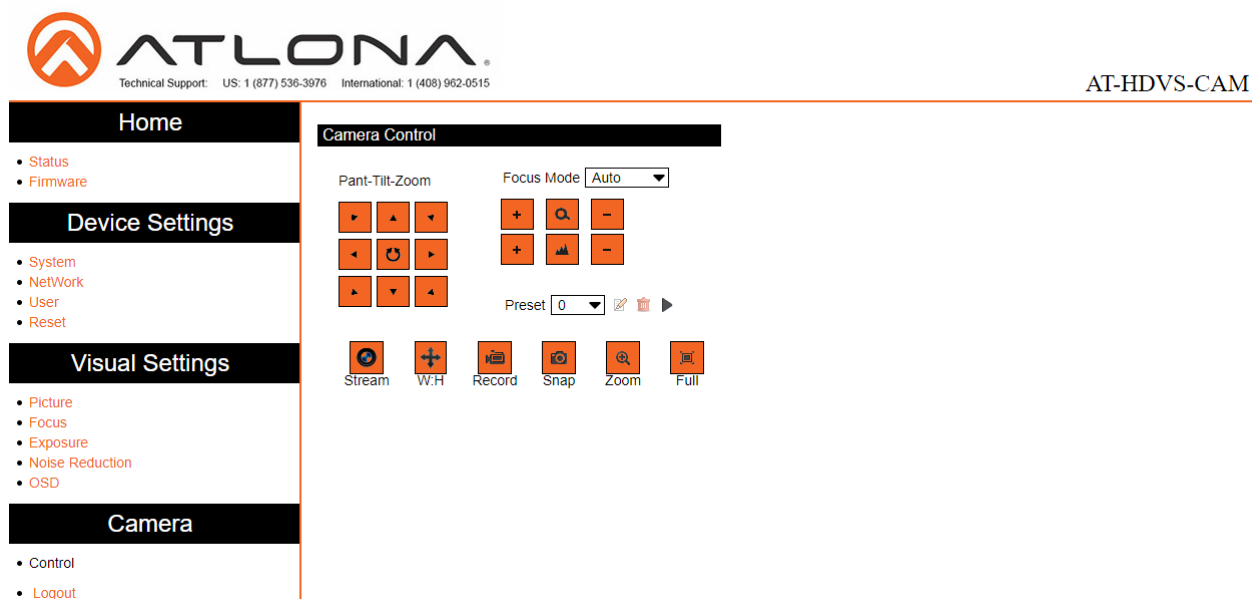 ATLONA®
Technical Support: US: 1 (877) 536-3976 International: 1 (408) 962-0515
AT-HDVS-CAM
Home
Status
Firmware
Device Settings
System
NetWork
User
Reset
Visual Settings
Picture
Focus
Exposure
Noise Reduction
OSD
Camera
Control
Logout
Camera Control
Pant-Tilt-Zoom
Focus Mode Auto
+ −
+ −
Preset 0
Stream W:H Record Snap Zoom Full